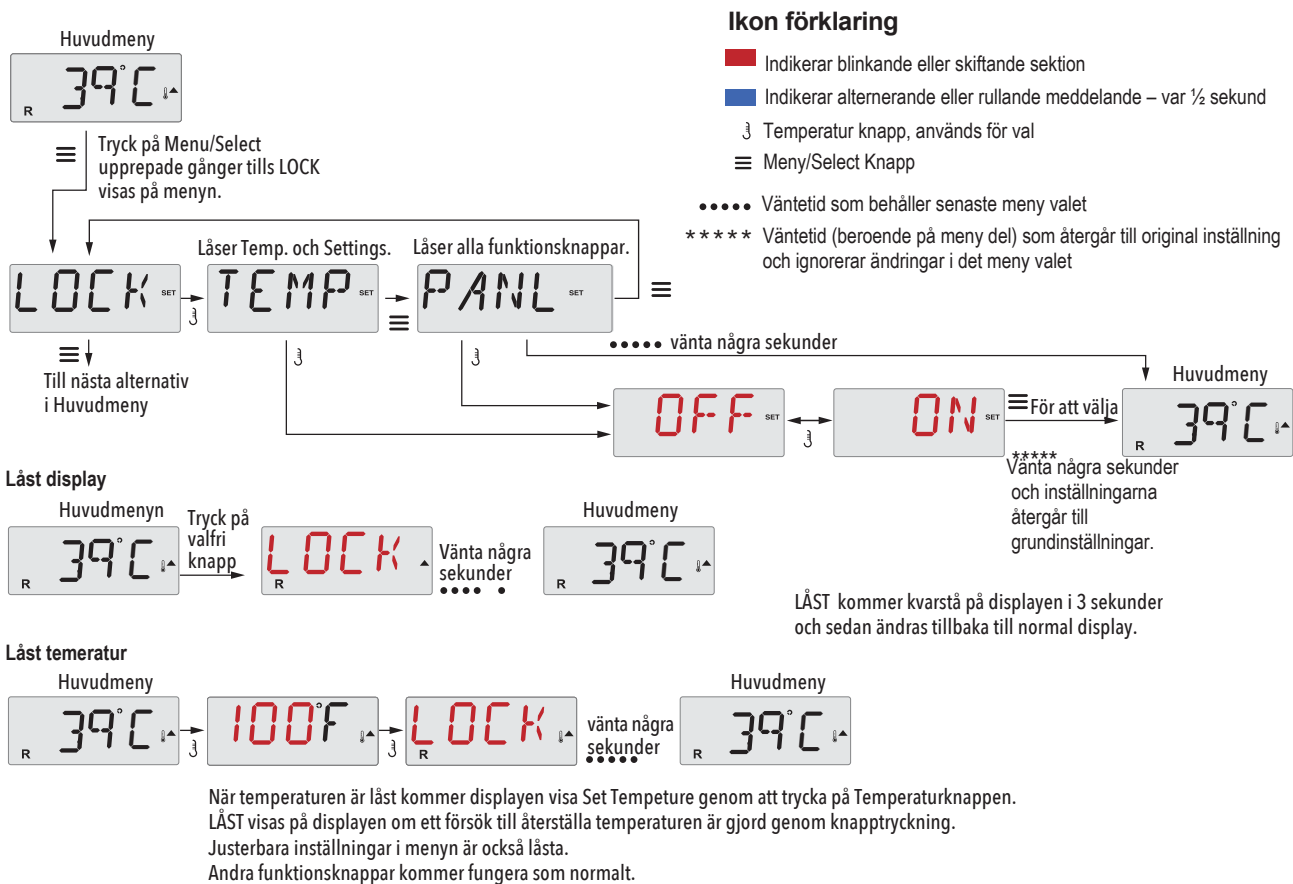 Ikon förklaring
Indikerar blinkande eller skiftande sektion
Indikerar alternerande eller rullande meddelande – var ½ sekund
Temperatur knapp, används för val
Meny/Select Knapp
••••• Väntetid som behåller senaste meny valet
***** Väntetid (beroende på meny del) som återgår till original inställning
och ignorerar ändringar i det meny valet
Huvudmeny
39°C
R
Tryck på Menu/Select
upprepade gånger tills LOCK
visas på menyn.
Låser Temp. och Settings.
Låser alla funktionsknappar.
LOCK SET
TEMP SET
PANL SET
Till nästa alternativ
i Huvudmeny
••••• vänta några sekunder
OFF SET
ON SET
För att välja
Huvudmeny
39°C
R
*****
Vänta några sekunder
och inställningarna
återgår till
grundinställningar.
Låst display
Huvudmenyn
39°C
R
Tryck på
valfri
knapp
LOCK
R
Vänta några
sekunder
•••• •
Huvudmeny
39°C
R
LÅST kommer kvarstå på displayen i 3 sekunder
och sedan ändras tillbaka till normal display.
Låst temeratur
Huvudmeny
39°C
R
100°F
LOCK
R
vänta några
sekunder
•••••
Huvudmeny
39°C
R
När temperaturen är låst kommer displayen visa Set Tempeture genom att trycka på Temperaturknappen.
LÅST visas på displayen om ett försök till återställa temperaturen är gjord genom knapptryckning.
Justerbara inställningar i menyn är också låsta.
Andra funktionsknappar kommer fungera som normalt.